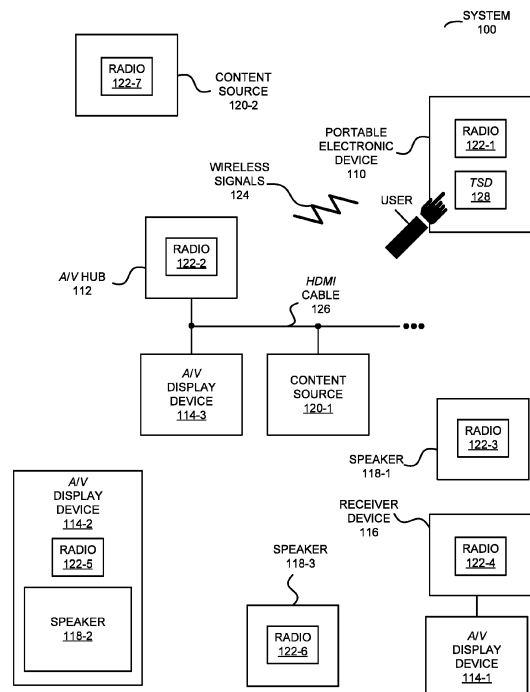 SYSTEM
100
RADIO
122-7
CONTENT
SOURCE
120-2
PORTABLE
ELECTRONIC
DEVICE
110
RADIO
122-1
TSD
128
WIRELESS
SIGNALS
124
USER
RADIO
122-2
A/V HUB
112
HDMI
CABLE
126
A/V
DISPLAY
DEVICE
114-3
CONTENT
SOURCE
120-1
RADIO
122-3
SPEAKER
118-1
A/V
DISPLAY
DEVICE
114-2
RADIO
122-5
SPEAKER
118-2
RECEIVER
DEVICE
116
RADIO
122-4
SPEAKER
118-3
RADIO
122-6
A/V
DISPLAY
DEVICE
114-1